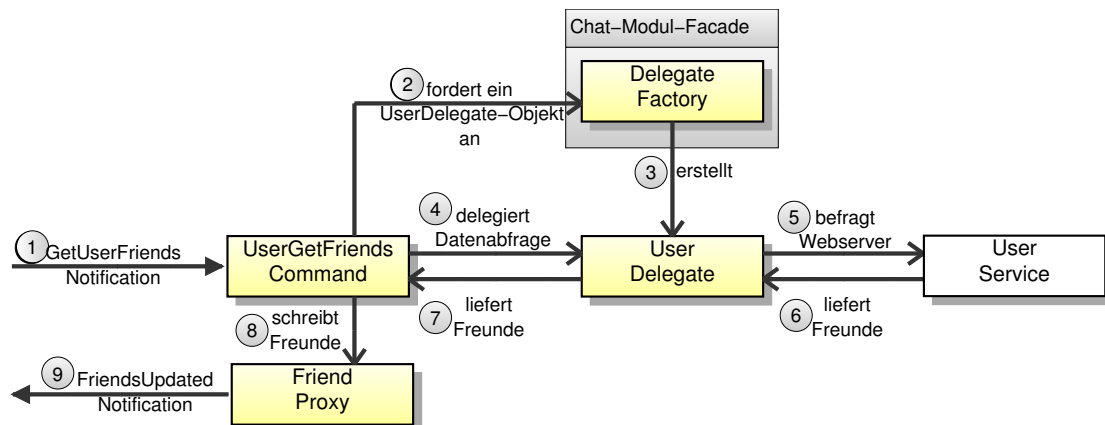 Chat–Modul–Facade
Delegate
Factory
2 fordert ein
UserDelegate–Objekt
an
3 erstellt
1 GetUserFriends
Notification
UserGetFriends
Command
4 delegiert
Datenabfrage
User
Delegate
5 befragt
Webserver
User
Service
8 schreibt
Freunde
7 liefert
Freunde
6 liefert
Freunde
9 FriendsUpdated
Notification
Friend
Proxy